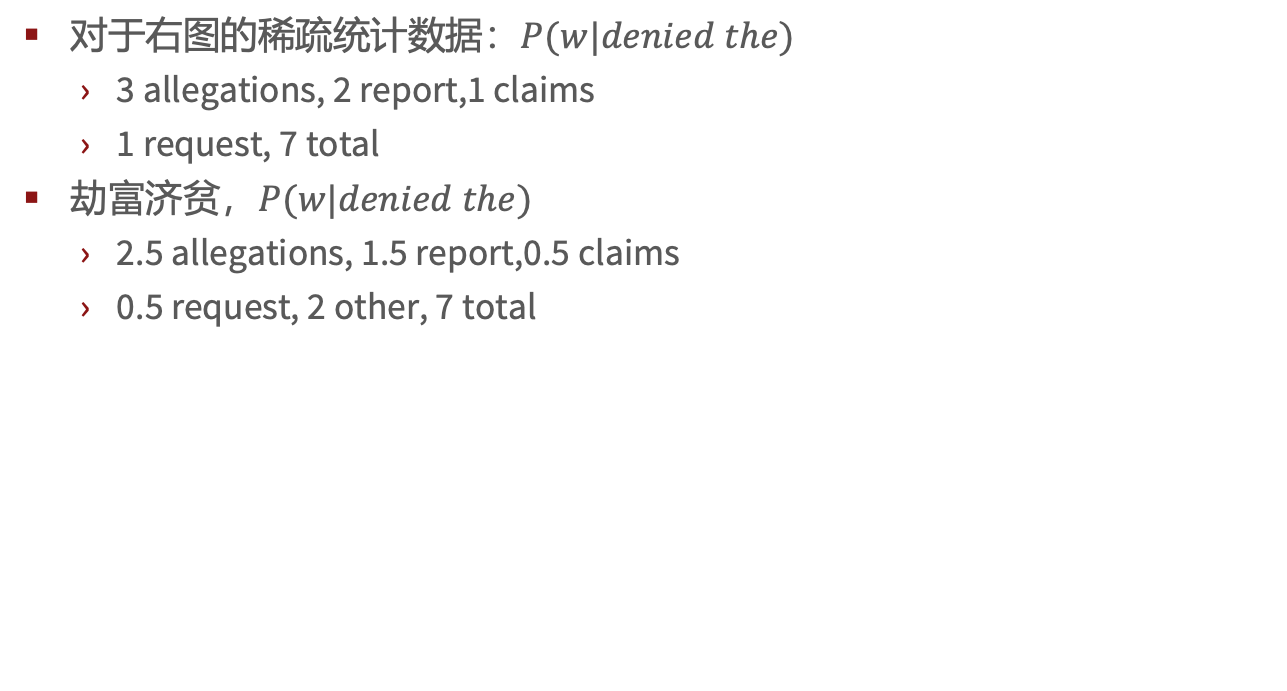 ▪ 对于右图的稀疏统计数据：P(w|denied the)
› 3 allegations, 2 report,1 claims
› 1 request, 7 total
▪ 劫富济贫，P(w|denied the)
› 2.5 allegations, 1.5 report,0.5 claims
› 0.5 request, 2 other, 7 total